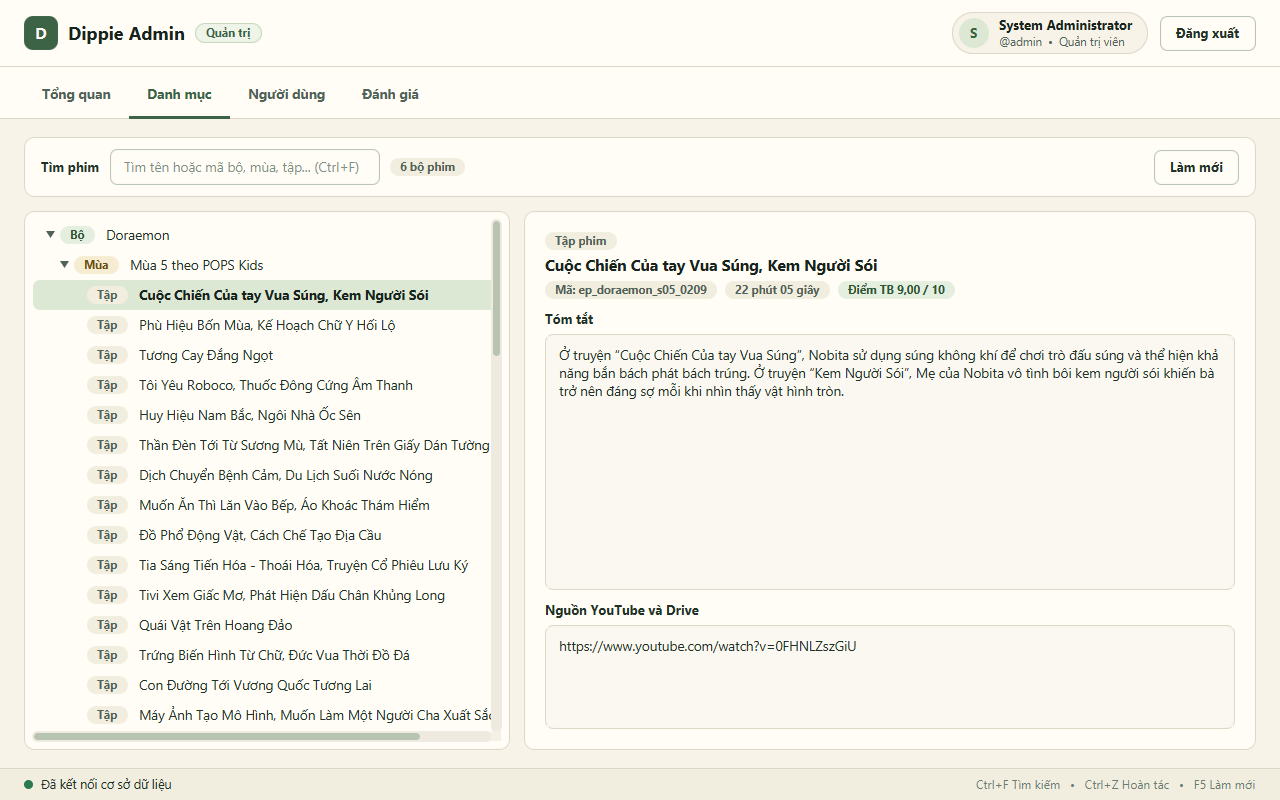 D Dippie Admin Quản trị
S System Administrator
@admin • Quản trị viên
Đăng xuất
Tổng quan Danh mục Người dùng Đánh giá
Tìm phim Tìm tên hoặc mã bộ, mùa, tập... (Ctrl+F) 6 bộ phim Làm mới
Bộ Doraemon
Mùa Mùa 5 theo POPS Kids
Tập Cuộc Chiến Của tay Vua Súng, Kem Người Sói
Tập Phù Hiệu Bốn Mùa, Kế Hoạch Chữ Y Hối Lộ
Tập Tương Cay Đắng Ngọt
Tập Tôi Yêu Roboco, Thuốc Đông Cứng Âm Thanh
Tập Huy Hiệu Nam Bắc, Ngôi Nhà Ốc Sên
Tập Thần Đèn Tới Từ Sương Mù, Tất Niên Trên Giấy Dán Tường
Tập Dịch Chuyển Bệnh Cảm, Du Lịch Suối Nước Nóng
Tập Muốn Ăn Thì Lăn Vào Bếp, Áo Khoác Thám Hiểm
Tập Đồ Phổ Động Vật, Cách Chế Tạo Địa Cầu
Tập Tia Sáng Tiến Hóa - Thoái Hóa, Truyện Cổ Phiêu Lưu Ký
Tập Tivi Xem Giấc Mơ, Phát Hiện Dấu Chân Khủng Long
Tập Quái Vật Trên Hoang Đảo
Tập Trứng Biến Hình Từ Chữ, Đức Vua Thời Đồ Đá
Tập Con Đường Tới Vương Quốc Tương Lai
Tập Máy Ảnh Tạo Mô Hình, Muốn Làm Một Người Cha Xuất
Tập phim
Cuộc Chiến Của tay Vua Súng, Kem Người Sói
Mã: ep_doraemon_s05_0209 22 phút 05 giây Điểm TB 9,00 / 10
Tóm tắt
Ở truyện “Cuộc Chiến Của tay Vua Súng”, Nobita sử dụng súng không khí để chơi trò đấu súng và thể hiện khả
năng bắn bách phát bách trúng. Ở truyện “Kem Người Sói”, Mẹ của Nobita vô tình bôi kem người sói khiến bà
trở nên đáng sợ mỗi khi nhìn thấy vật hình tròn.
Nguồn YouTube và Drive
https://www.youtube.com/watch?v=0FHNLZszGiU
Đã kết nối cơ sở dữ liệu
Ctrl+F Tìm kiếm • Ctrl+Z Hoàn tác • F5 Làm mới